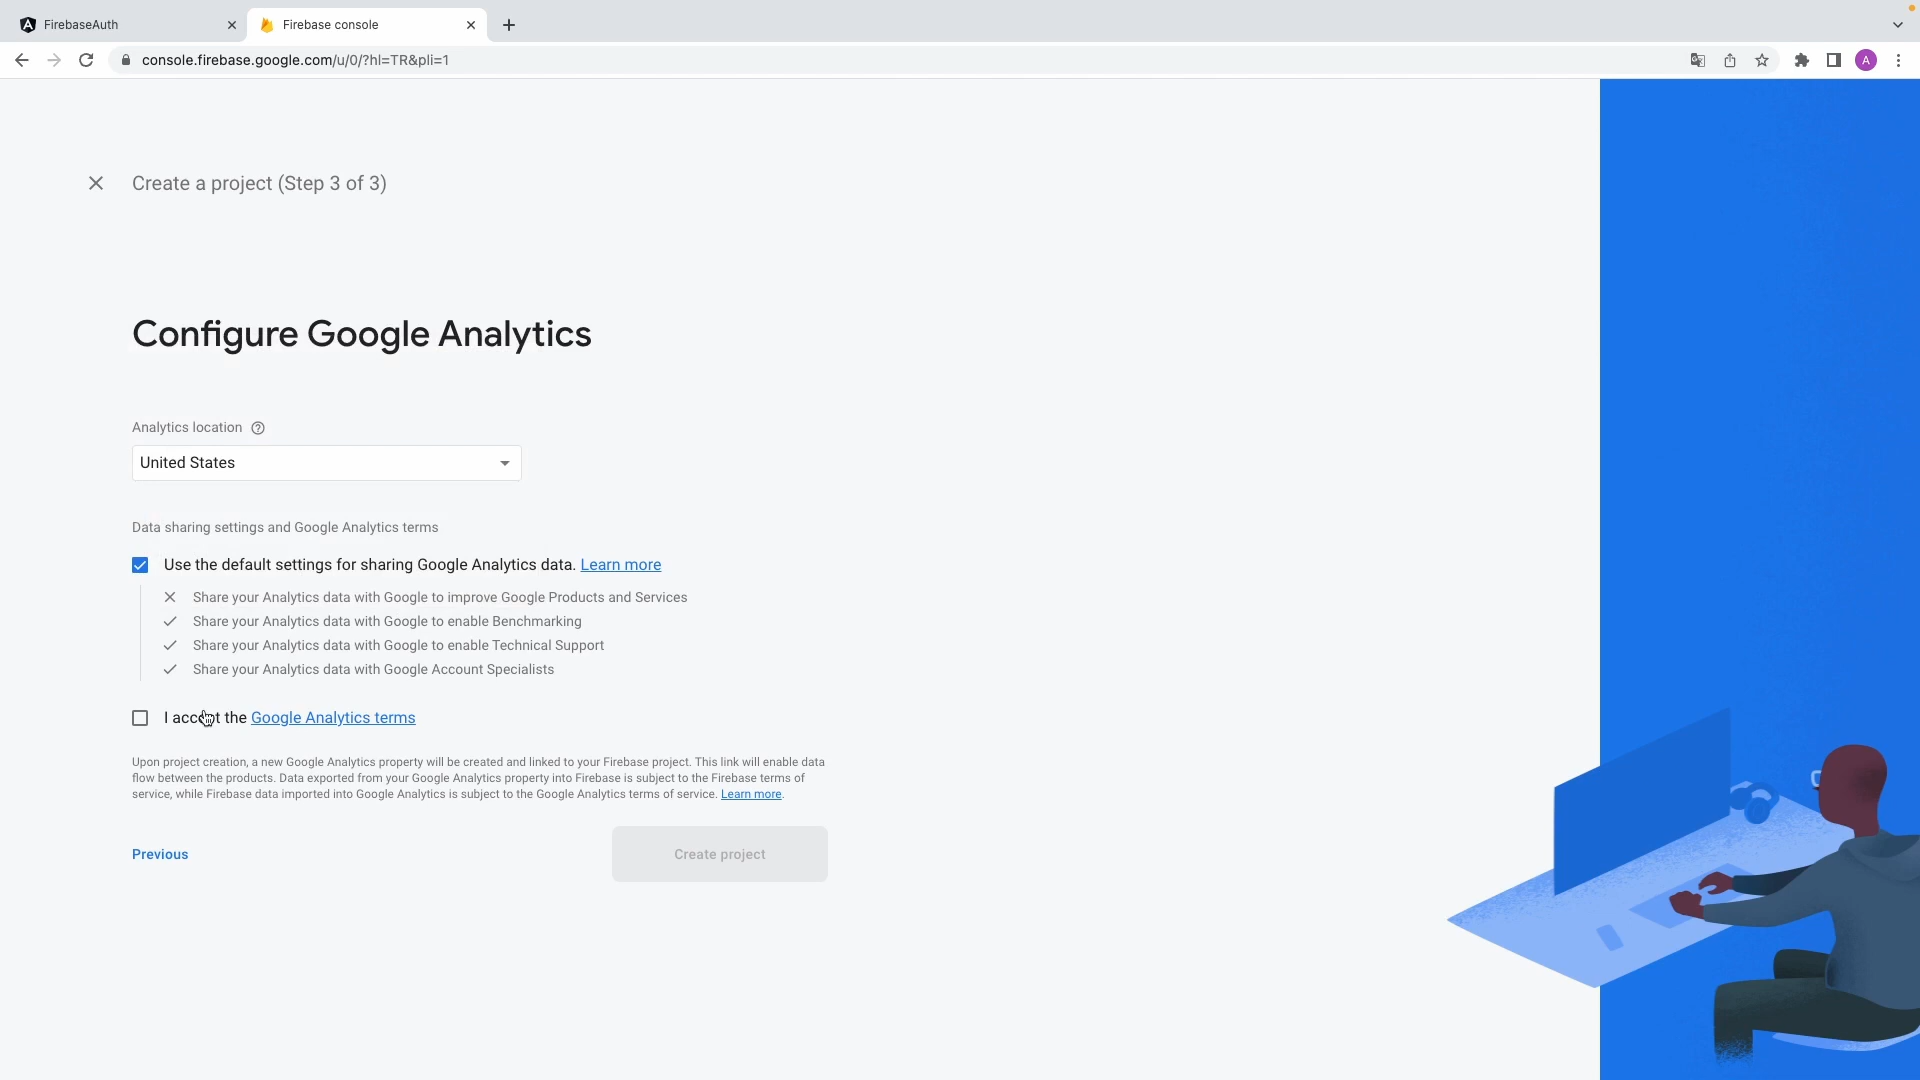 FirebaseAuth
Firebase console
console.firebase.google.com/u/0/?hl=TR&pli=1
A
Create a project (Step 3 of 3)
Configure Google Analytics
Analytics location
United States
Data sharing settings and Google Analytics terms
Use the default settings for sharing Google Analytics data. Learn more
Share your Analytics data with Google to improve Google Products and Services
Share your Analytics data with Google to enable Benchmarking
Share your Analytics data with Google to enable Technical Support
Share your Analytics data with Google Account Specialists
I accept the Google Analytics terms
Upon project creation, a new Google Analytics property will be created and linked to your Firebase project. This link will enable data
flow between the products. Data exported from your Google Analytics property into Firebase is subject to the Firebase terms of
service, while Firebase data imported into Google Analytics is subject to the Google Analytics terms of service. Learn more.
Previous
Create project